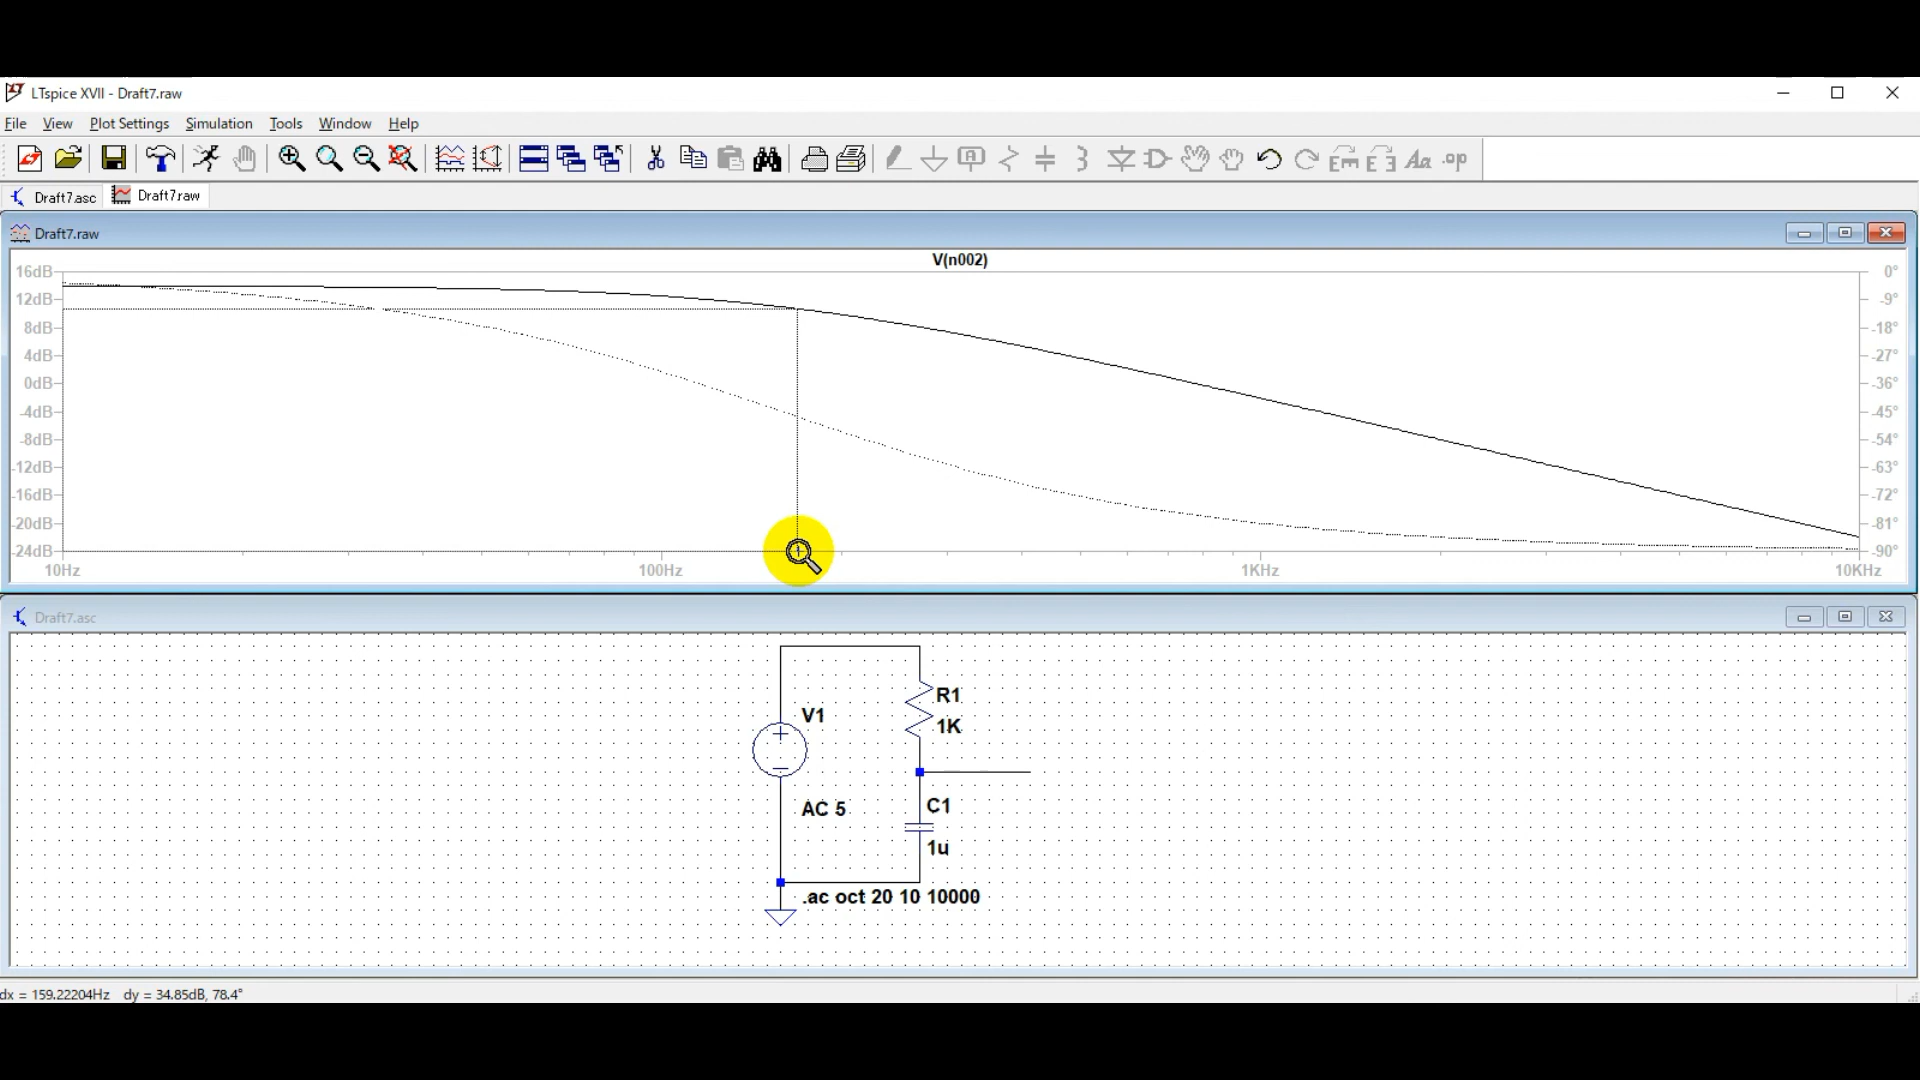 LTspice XVII - Draft7.raw
File View Plot Settings Simulation Tools Window Help
Draft7.asc Draft7.raw
Draft7.raw
V(n002)
16dB 0°
12dB -9°
8dB -18°
4dB -27°
0dB -36°
-4dB -45°
-8dB -54°
-12dB -63°
-16dB -72°
-20dB -81°
-24dB -90°
10Hz 100Hz 1KHz 10KHz
Draft7.asc
R1
V1
1K
C1
AC 5
1u
.ac oct 20 10 10000
dx = 159.22204Hz dy = 34.85dB, 78.4°